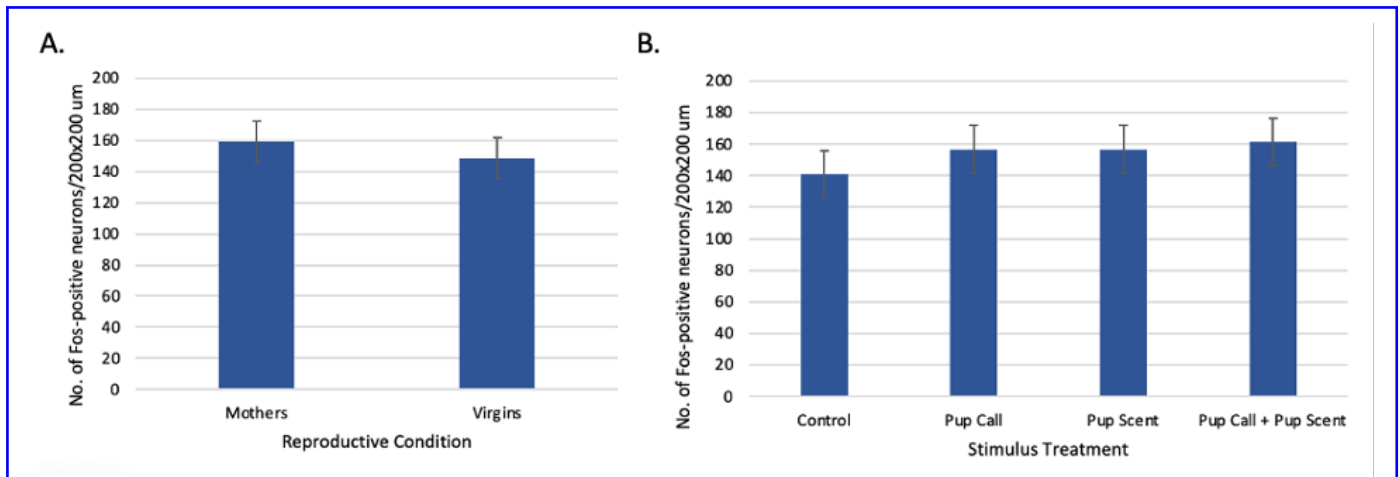 A.
No. of Fos-positive neurons/200x200 um
200
180
160
140
120
100
80
60
40
20
0
Mothers Virgins
Reproductive Condition
B.
No. of Fos-positive neurons/200x200 um
200
180
160
140
120
100
80
60
40
20
0
Control Pup Call Pup Scent Pup Call + Pup Scent
Stimulus Treatment